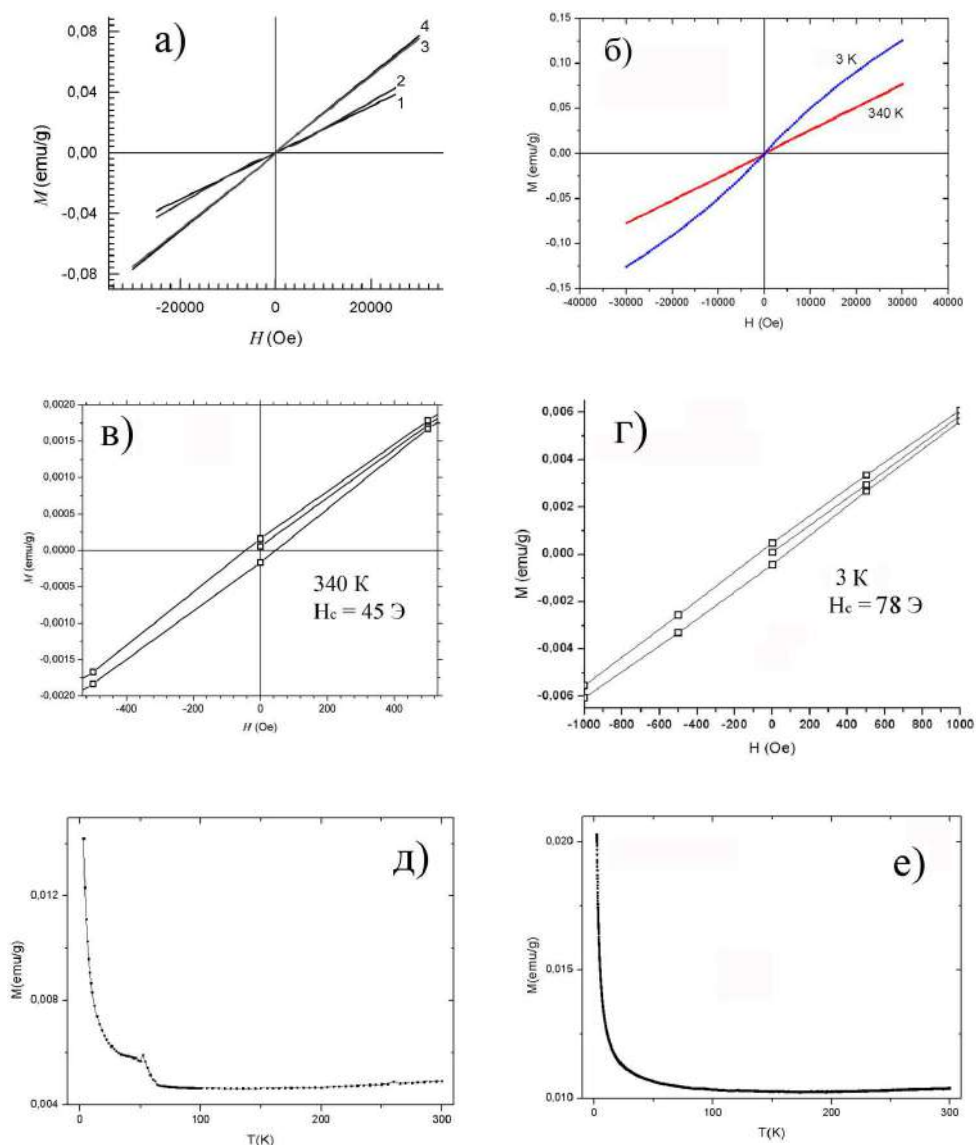 а)
0,08
0,04
0,00
-0,04
-0,08
M (emu/g)
4
3
2
1
-20000 0 20000
H (Oe)
б)
0,15
0,10
0,05
0,00
-0,05
-0,10
-0,15
M (emu/g)
3 K
340 K
-40000 -30000 -20000 -10000 0 10000 20000 30000 40000
H (Oe)
в)
0,0020
0,0015
0,0010
0,0005
0,0000
-0,0005
-0,0010
-0,0015
-0,0020
M (emu/g)
340 К
Hc = 45 Э
-400 -200 0 200 400
H (Oe)
г)
0,006
0,004
0,002
0,000
-0,002
-0,004
-0,006
M (emu/g)
3 К
Hc = 78 Э
-1000 -800 -600 -400 -200 0 200 400 600 800 1000
H (Oe)
д)
0,012
0,008
0,004
M(emu/g)
0 100 200 300
T(K)
е)
0,020
0,015
0,010
M(emu/g)
0 100 200 300
T(K)